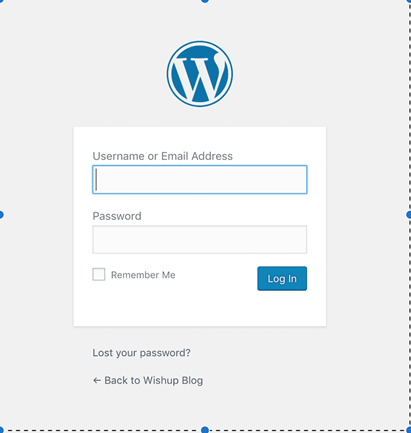 Username or Email Address
Password
Remember Me
Log In
Lost your password?
← Back to Wishup Blog